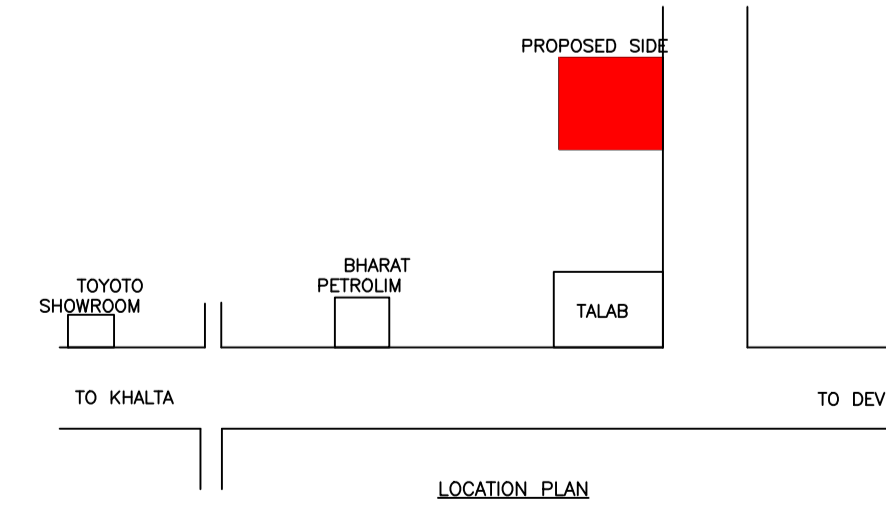 PROPOSED SIDE
BHARAT
PETROLIM
TOYOTO
SHOWROOM
TALAB
TO KHALTA
TO DEV
LOCATION PLAN